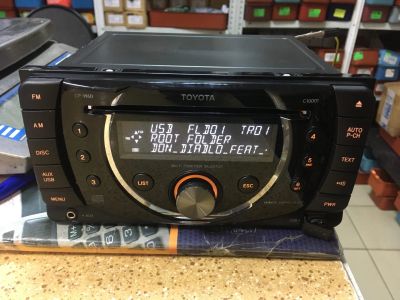 TOYOTA
FM
AM
DISC
AUX
USB
MENU
1
2
3
USB FLD01 TR01
ROOT FOLDER
DON_DIABLO_FEAT_
LIST
ESC
4
5
6
AUTO
P-CH
TEXT
PWR